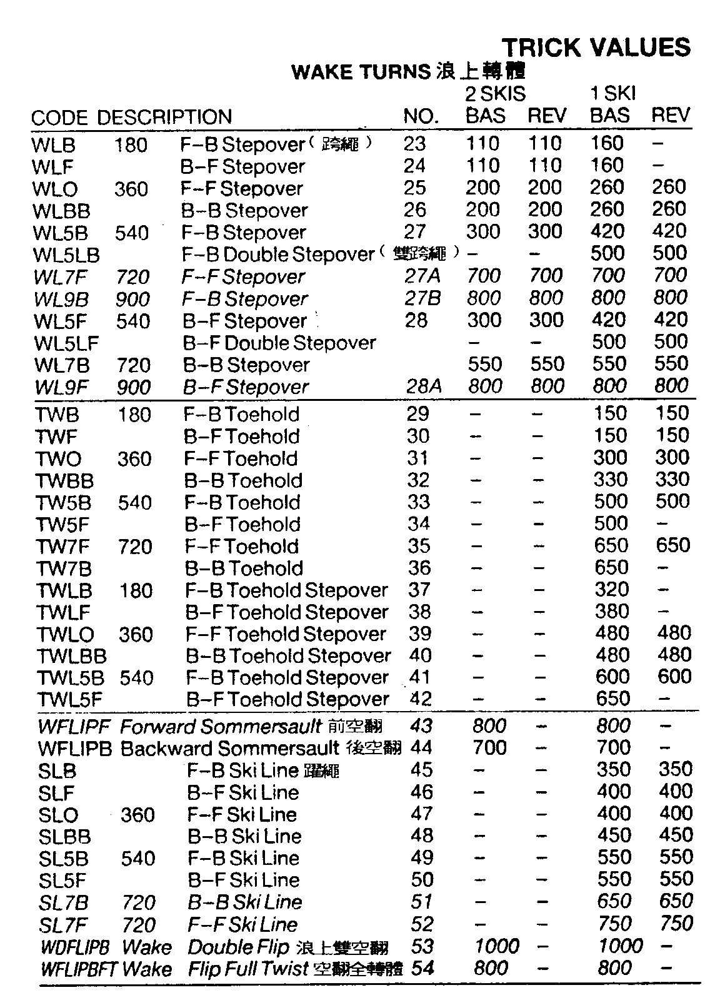 TRICK VALUES
WAKE TURNS 浪上轉體
2 SKIS 1 SKI
CODE DESCRIPTION NO. BAS REV BAS REV
WLB 180 F–B Stepover（跨繩） 23 110 110 160 –
WLF B–F Stepover 24 110 110 160 –
WLO 360 F–F Stepover 25 200 200 260 260
WLBB B–B Stepover 26 200 200 260 260
WL5B 540 F–B Stepover 27 300 300 420 420
WL5LB F–B Double Stepover（雙跨繩） – – 500 500
WL7F 720 F–F Stepover 27A 700 700 700 700
WL9B 900 F–B Stepover 27B 800 800 800 800
WL5F 540 B–F Stepover 28 300 300 420 420
WL5LF B–F Double Stepover – – 500 500
WL7B 720 B–B Stepover 550 550 550 550
WL9F 900 B–F Stepover 28A 800 800 800 800
TWB 180 F–B Toehold 29 – – 150 150
TWF B–F Toehold 30 – – 150 150
TWO 360 F–F Toehold 31 – – 300 300
TWBB B–B Toehold 32 – – 330 330
TW5B 540 F–B Toehold 33 – – 500 500
TW5F B–F Toehold 34 – – 500 –
TW7F 720 F–F Toehold 35 – – 650 650
TW7B B–B Toehold 36 – – 650 –
TWLB 180 F–B Toehold Stepover 37 – – 320 –
TWLF B–F Toehold Stepover 38 – – 380 –
TWLO 360 F–F Toehold Stepover 39 – – 480 480
TWLBB B–B Toehold Stepover 40 – – 480 480
TWL5B 540 F–B Toehold Stepover 41 – – 600 600
TWL5F B–F Toehold Stepover 42 – – 650 –
WFLIPF Forward Sommersault 前空翻 43 800 – 800 –
WFLIPB Backward Sommersault 後空翻 44 700 – 700 –
SLB F–B Ski Line 躍繩 45 – – 350 350
SLF B–F Ski Line 46 – – 400 400
SLO 360 F–F Ski Line 47 – – 400 400
SLBB B–B Ski Line 48 – – 450 450
SL5B 540 F–B Ski Line 49 – – 550 550
SL5F B–F Ski Line 50 – – 550 550
SL7B 720 B–B Ski Line 51 – – 650 650
SL7F 720 F–F Ski Line 52 – – 750 750
WDFLIPB Wake Double Flip 浪上雙空翻 53 1000 – 1000 –
WFLIPBFT Wake Flip Full Twist 空翻全轉體 54 800 – 800 –